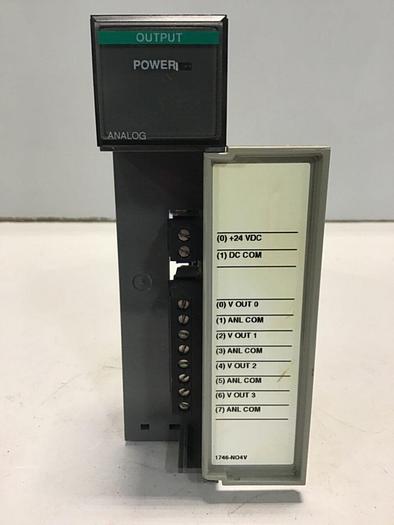 OUTPUT
POWER
ANALOG
(0) +24 VDC
(1) DC COM
(0) V OUT 0
(1) ANL COM
(2) V OUT 1
(3) ANL COM
(4) V OUT 2
(5) ANL COM
(6) V OUT 3
(7) ANL COM
1746-NO4V